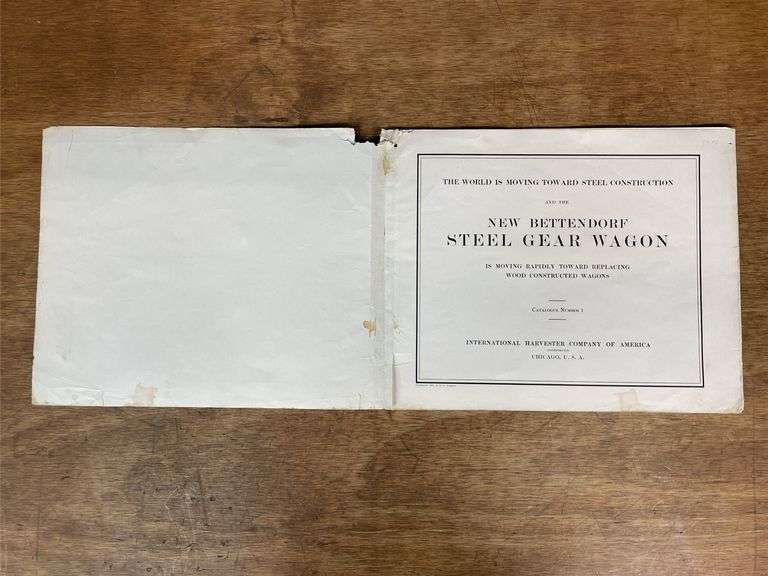 THE WORLD IS MOVING TOWARD STEEL CONSTRUCTION
AND THE
NEW BETTENDORF
STEEL GEAR WAGON
IS MOVING RAPIDLY TOWARD REPLACING
WOOD CONSTRUCTED WAGONS
CATALOGUE NUMBER 1
INTERNATIONAL HARVESTER COMPANY OF AMERICA
CHICAGO, U. S. A.